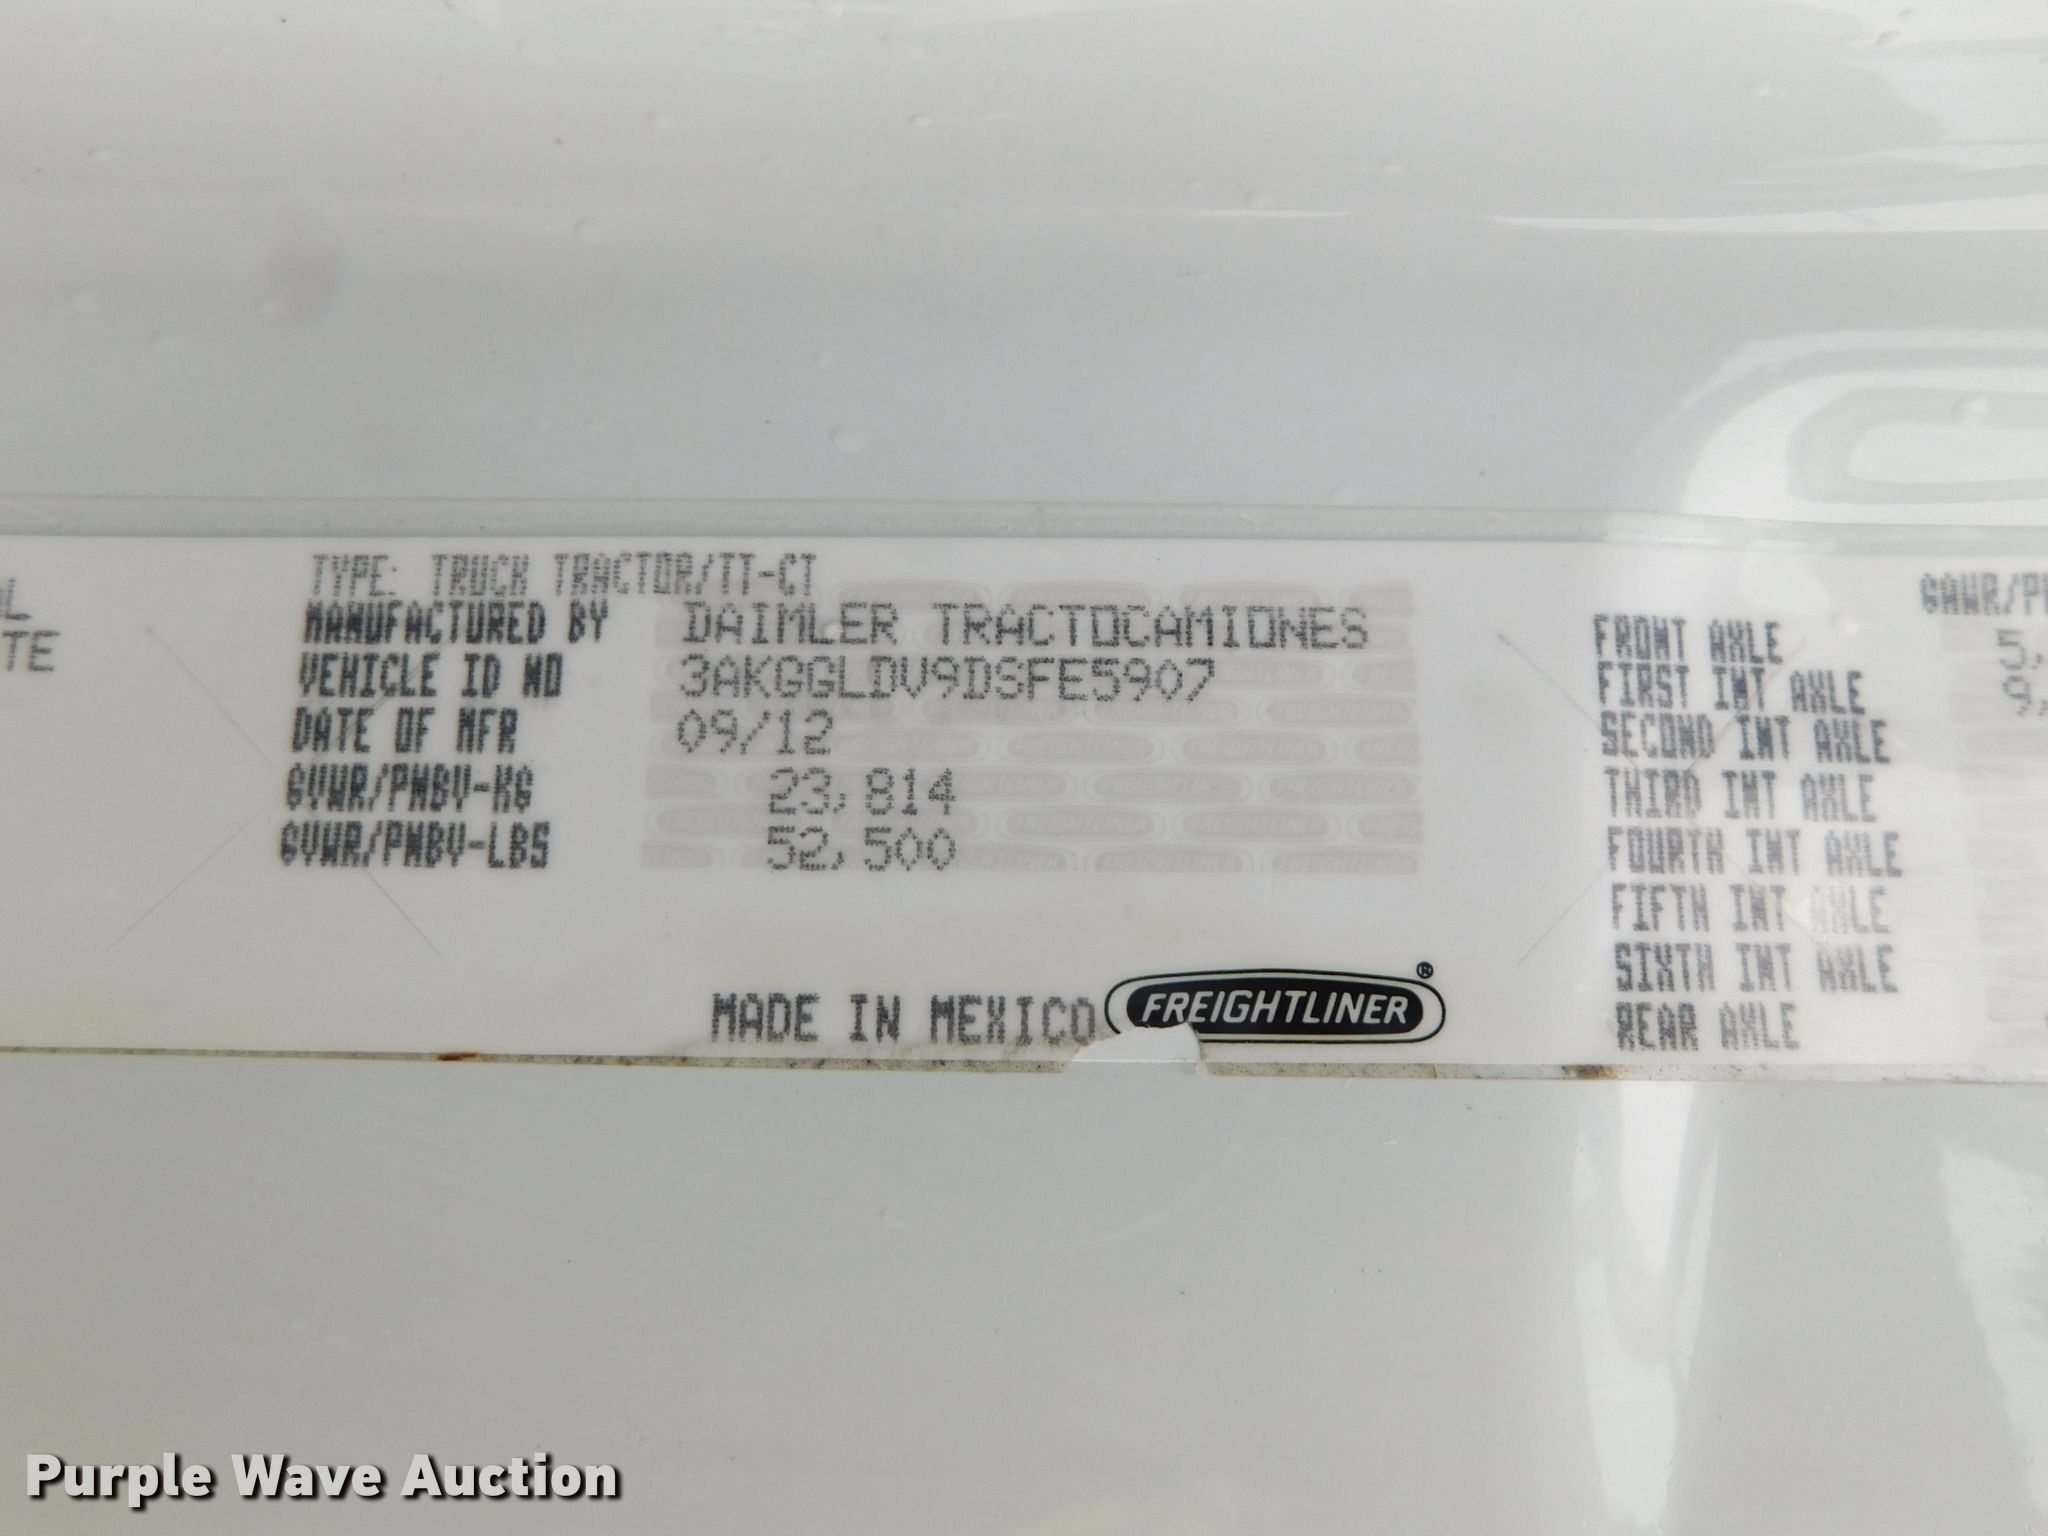 TYPE: TRUCK TRACTOR/TT-CT
MANUFACTURED BY DAIMLER TRACTOCAMIONES
VEHICLE ID NO 3AKGGLDV9DSFE5907
DATE OF MFR 09/12
GVWR/PNBV-KG 23,814
GVWR/PNBV-LBS 52,500
MADE IN MEXICO FREIGHTLINER®
FRONT AXLE 5,
FIRST INT AXLE 9,
SECOND INT AXLE
THIRD INT AXLE
FOURTH INT AXLE
FIFTH INT AXLE
SIXTH INT AXLE
REAR AXLE
Purple Wave Auction